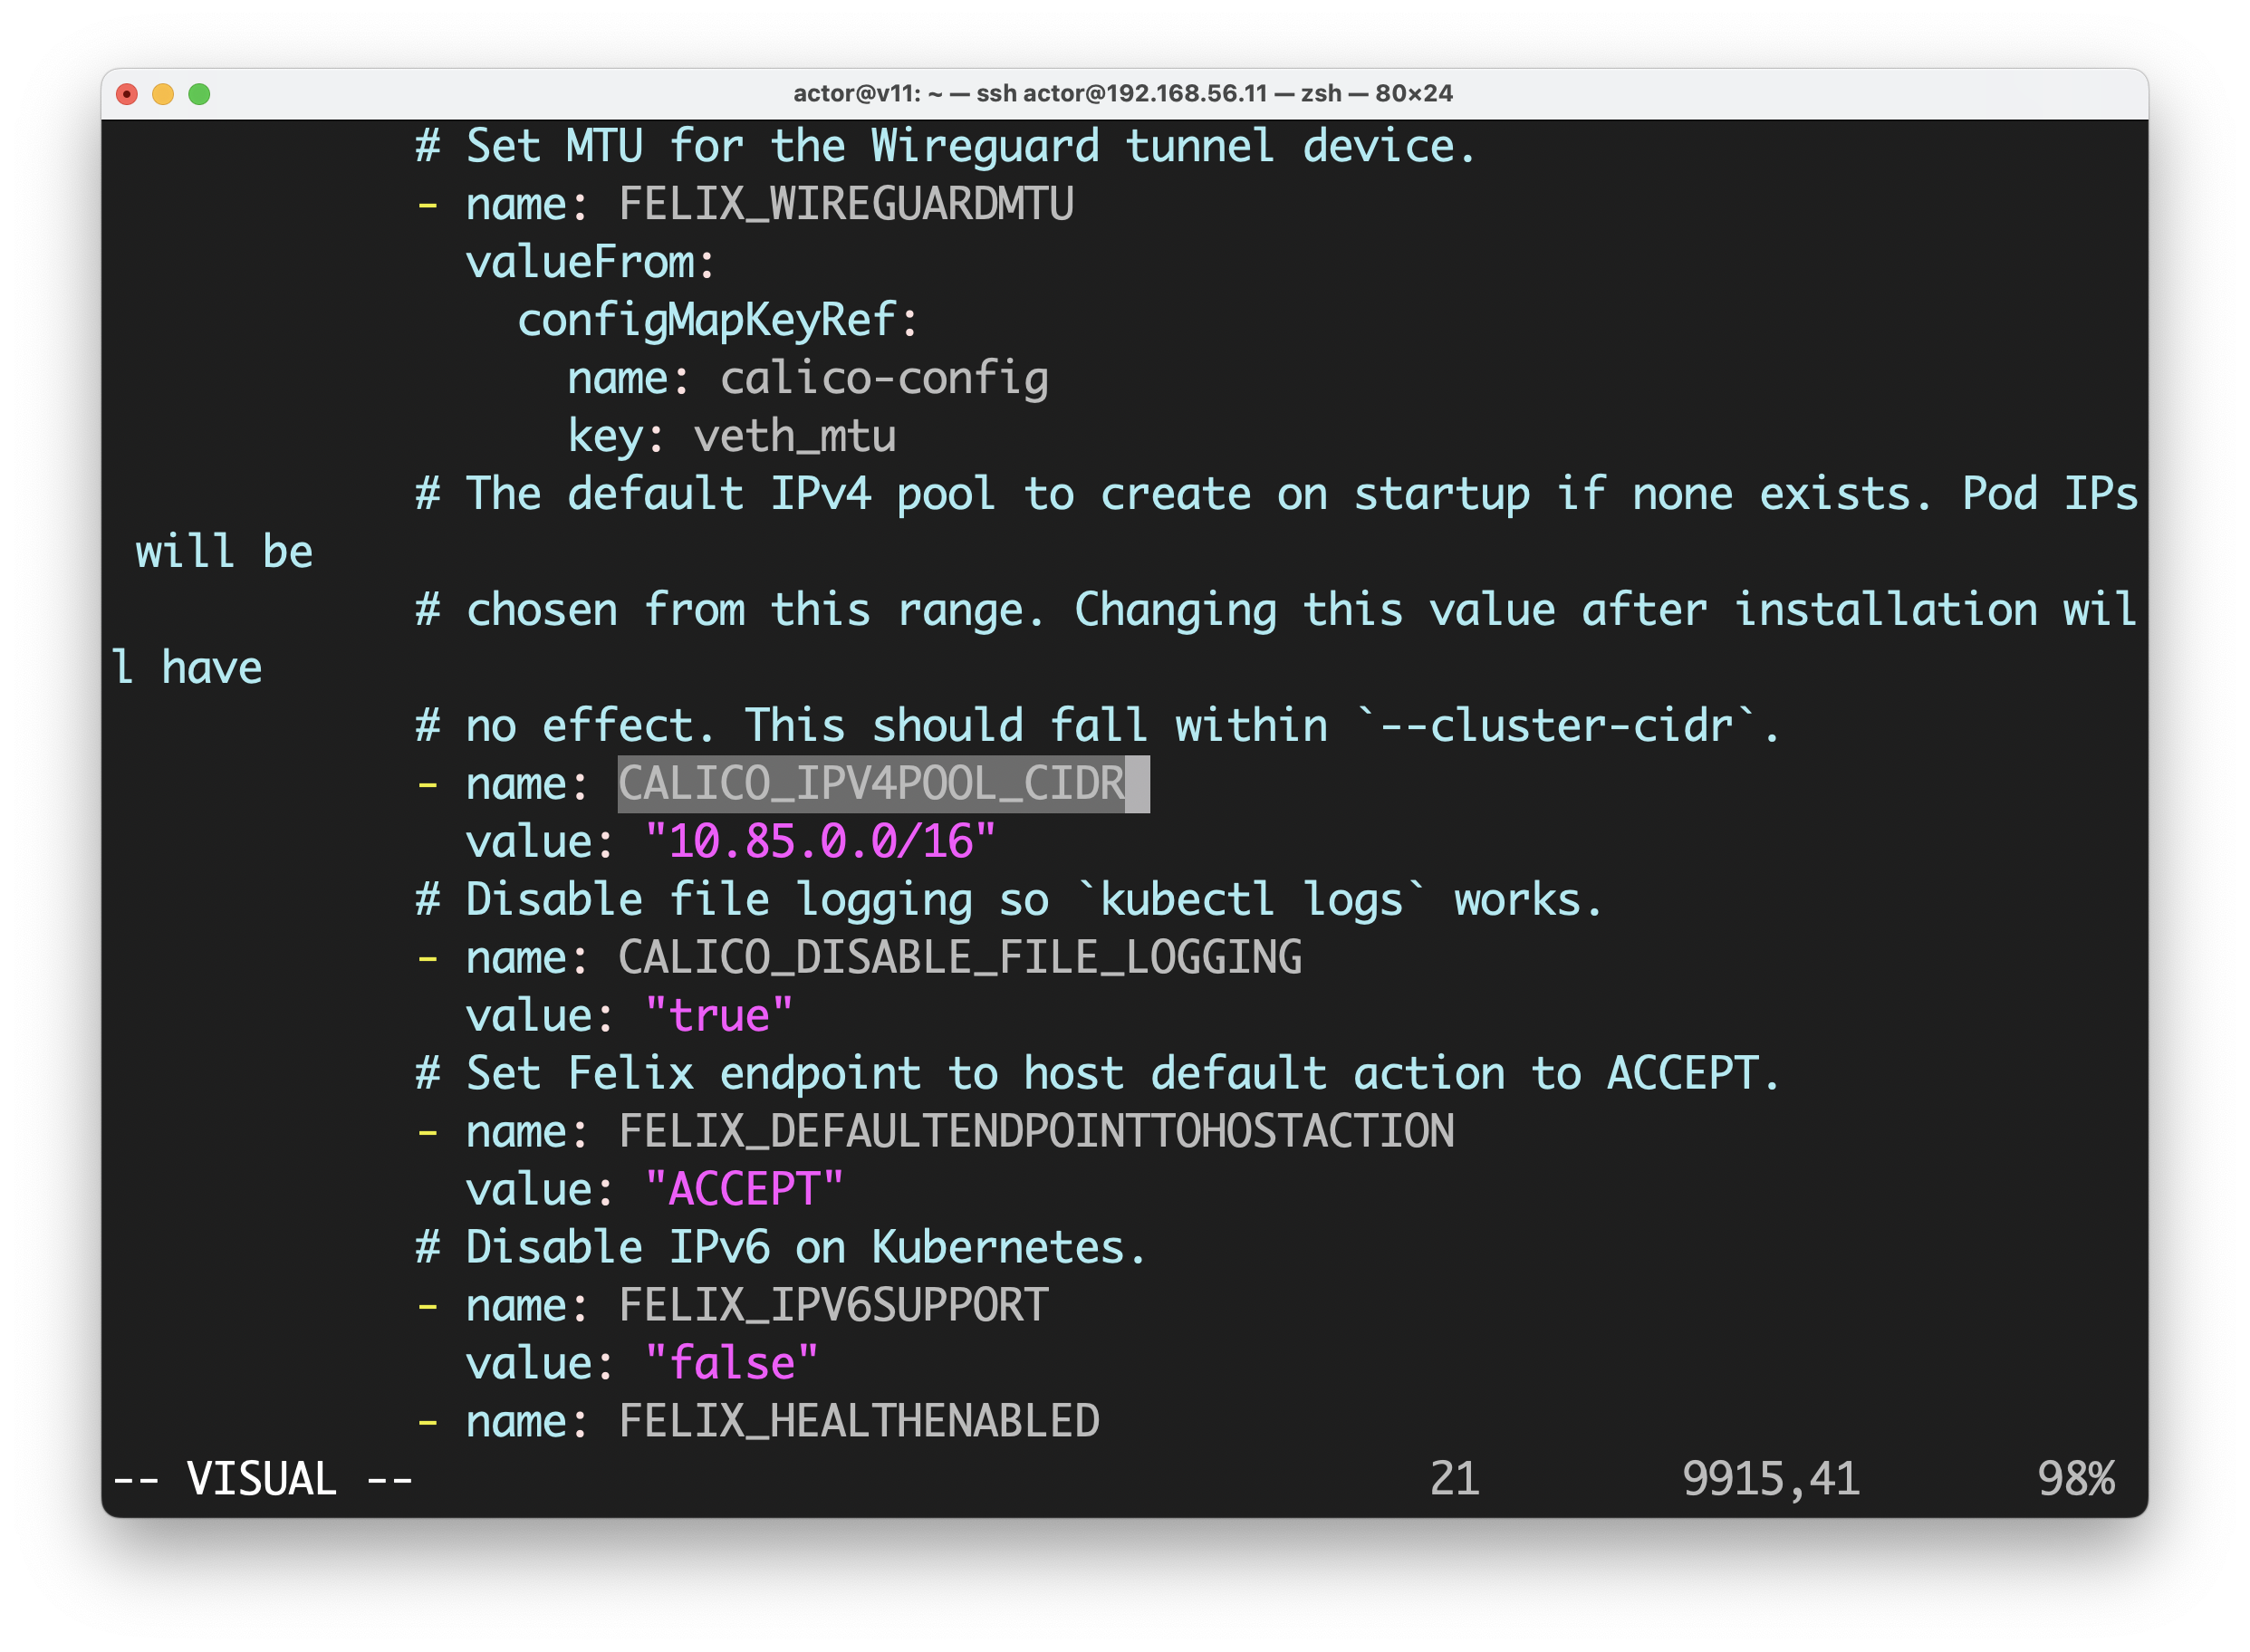 actor@v11: ~ — ssh actor@192.168.56.11 — zsh — 80×24
# Set MTU for the Wireguard tunnel device.
- name: FELIX_WIREGUARDMTU
valueFrom:
configMapKeyRef:
name: calico-config
key: veth_mtu
# The default IPv4 pool to create on startup if none exists. Pod IPs
will be
# chosen from this range. Changing this value after installation wil
l have
# no effect. This should fall within `--cluster-cidr`.
- name: CALICO_IPV4POOL_CIDR
value: "10.85.0.0/16"
# Disable file logging so `kubectl logs` works.
- name: CALICO_DISABLE_FILE_LOGGING
value: "true"
# Set Felix endpoint to host default action to ACCEPT.
- name: FELIX_DEFAULTENDPOINTTOHOSTACTION
value: "ACCEPT"
# Disable IPv6 on Kubernetes.
- name: FELIX_IPV6SUPPORT
value: "false"
- name: FELIX_HEALTHENABLED
-- VISUAL -- 21 9915,41 98%